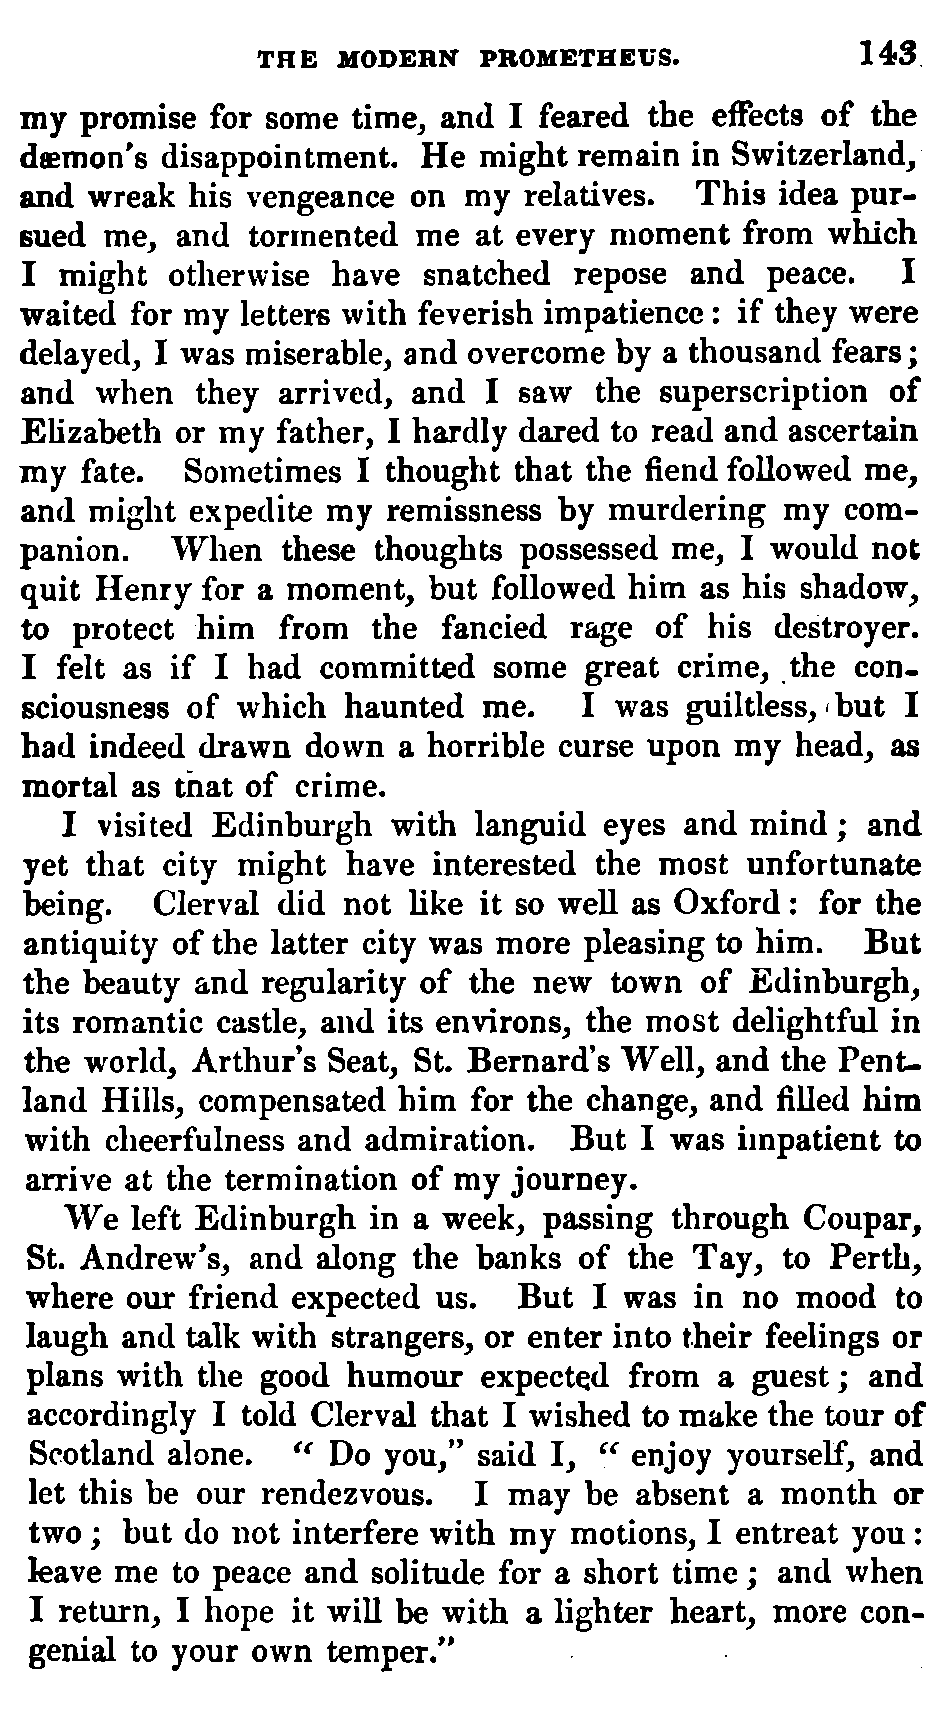 THE MODERN PROMETHEUS. 143
my promise for some time, and I feared the effects of the
dæmon's disappointment. He might remain in Switzerland,
and wreak his vengeance on my relatives. This idea pur-
sued me, and tormented me at every moment from which
I might otherwise have snatched repose and peace. I
waited for my letters with feverish impatience: if they were
delayed, I was miserable, and overcome by a thousand fears;
and when they arrived, and I saw the superscription of
Elizabeth or my father, I hardly dared to read and ascertain
my fate. Sometimes I thought that the fiend followed me,
and might expedite my remissness by murdering my com-
panion. When these thoughts possessed me, I would not
quit Henry for a moment, but followed him as his shadow,
to protect him from the fancied rage of his destroyer.
I felt as if I had committed some great crime, the con-
sciousness of which haunted me. I was guiltless, but I
had indeed drawn down a horrible curse upon my head, as
mortal as that of crime.
I visited Edinburgh with languid eyes and mind; and
yet that city might have interested the most unfortunate
being. Clerval did not like it so well as Oxford: for the
antiquity of the latter city was more pleasing to him. But
the beauty and regularity of the new town of Edinburgh,
its romantic castle, and its environs, the most delightful in
the world, Arthur's Seat, St. Bernard's Well, and the Pent-
land Hills, compensated him for the change, and filled him
with cheerfulness and admiration. But I was impatient to
arrive at the termination of my journey.
We left Edinburgh in a week, passing through Coupar,
St. Andrew's, and along the banks of the Tay, to Perth,
where our friend expected us. But I was in no mood to
laugh and talk with strangers, or enter into their feelings or
plans with the good humour expected from a guest; and
accordingly I told Clerval that I wished to make the tour of
Scotland alone. "Do you," said I, "enjoy yourself, and
let this be our rendezvous. I may be absent a month or
two; but do not interfere with my motions, I entreat you:
leave me to peace and solitude for a short time; and when
I return, I hope it will be with a lighter heart, more con-
genial to your own temper."